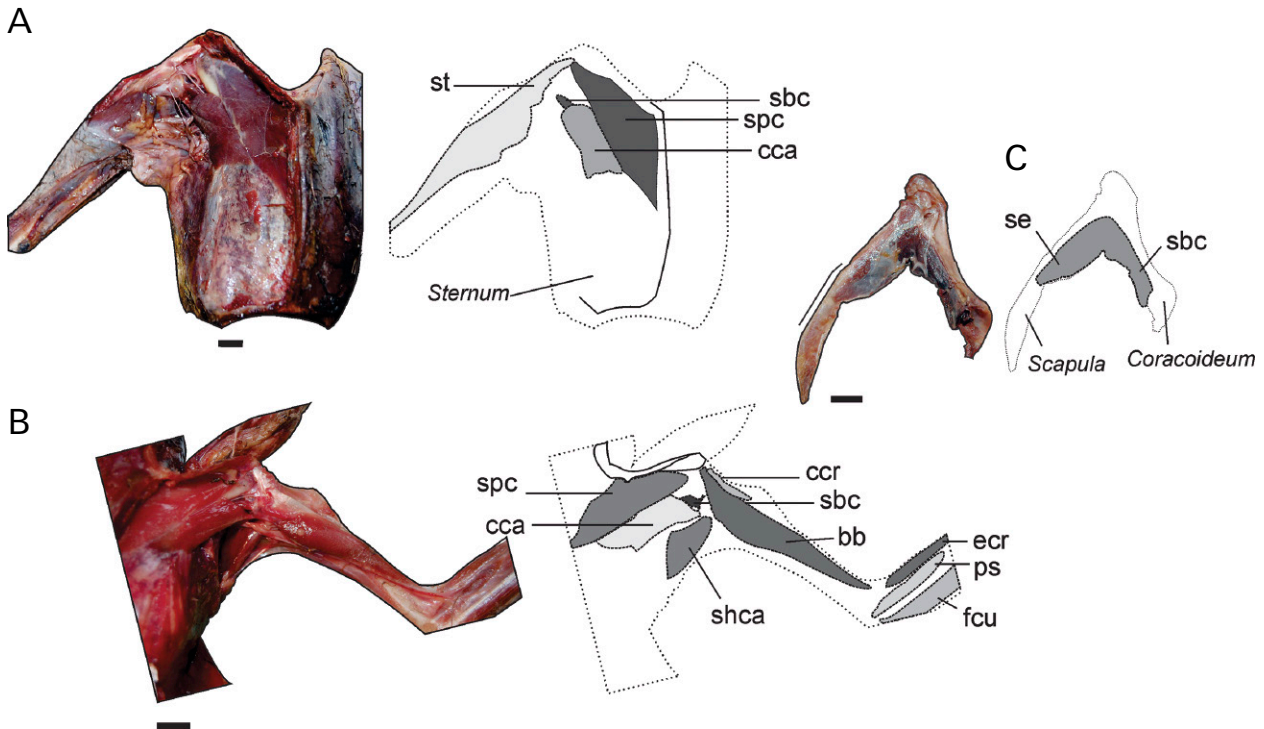 A
st
sbc
spc
cca
Sternum
C
se
sbc
Scapula
Coracoideum
B
spc
cca
shca
ccr
sbc
bb
ecr
ps
fcu